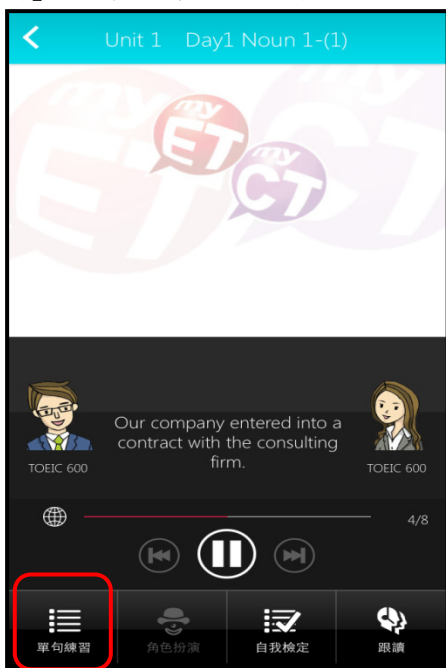 Unit 1 Day1 Noun 1-(1)
my
ET
my
CT
Our company entered into a
contract with the consulting
firm.
TOEIC 600
TOEIC 600
4/8
單句練習
角色扮演
自我檢定
跟讀